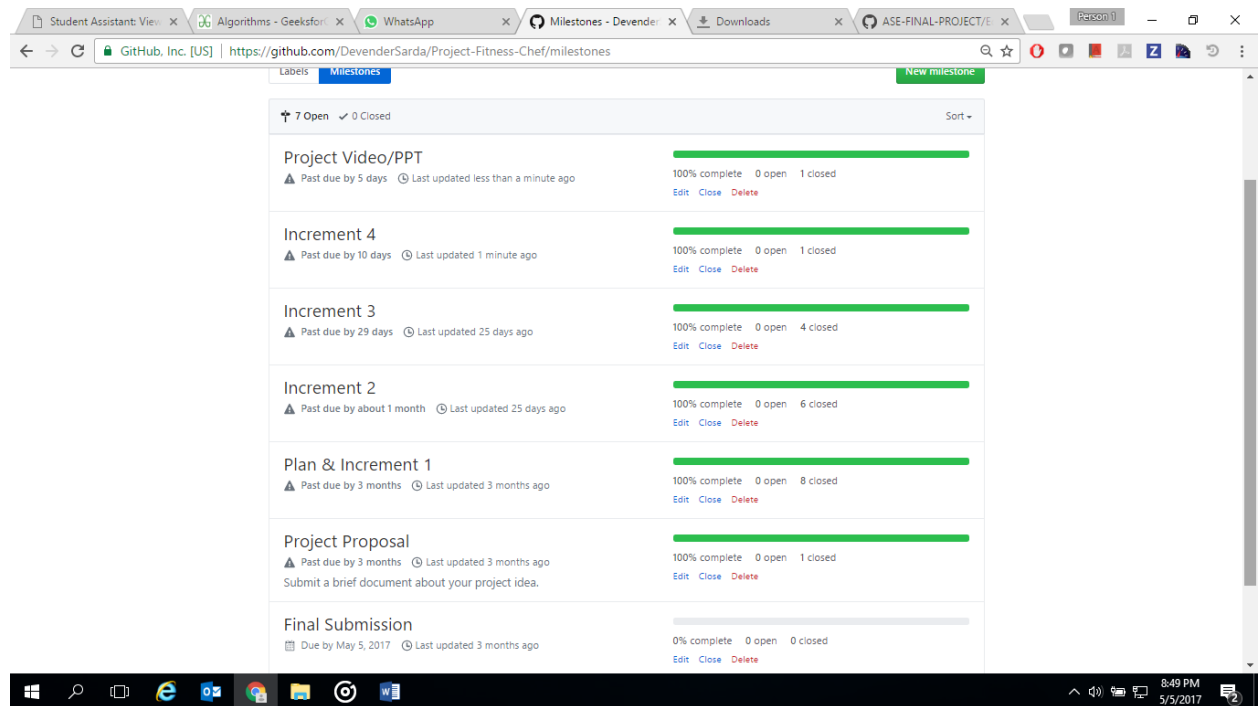 Student Assistant: View
Algorithms - Geeksfor
WhatsApp
Milestones - Devender
Downloads
ASE-FINAL-PROJECT/E
Person 1
GitHub, Inc. [US] | https://github.com/DevenderSarda/Project-Fitness-Chef/milestones
Labels Milestones New milestone
7 Open 0 Closed Sort
Project Video/PPT
Past due by 5 days Last updated less than a minute ago
100% complete 0 open 1 closed
Edit Close Delete
Increment 4
Past due by 10 days Last updated 1 minute ago
100% complete 0 open 1 closed
Edit Close Delete
Increment 3
Past due by 29 days Last updated 25 days ago
100% complete 0 open 4 closed
Edit Close Delete
Increment 2
Past due by about 1 month Last updated 25 days ago
100% complete 0 open 6 closed
Edit Close Delete
Plan & Increment 1
Past due by 3 months Last updated 3 months ago
100% complete 0 open 8 closed
Edit Close Delete
Project Proposal
Past due by 3 months Last updated 3 months ago
Submit a brief document about your project idea.
100% complete 0 open 1 closed
Edit Close Delete
Final Submission
Due by May 5, 2017 Last updated 3 months ago
0% complete 0 open 0 closed
Edit Close Delete
8:49 PM
5/5/2017
2